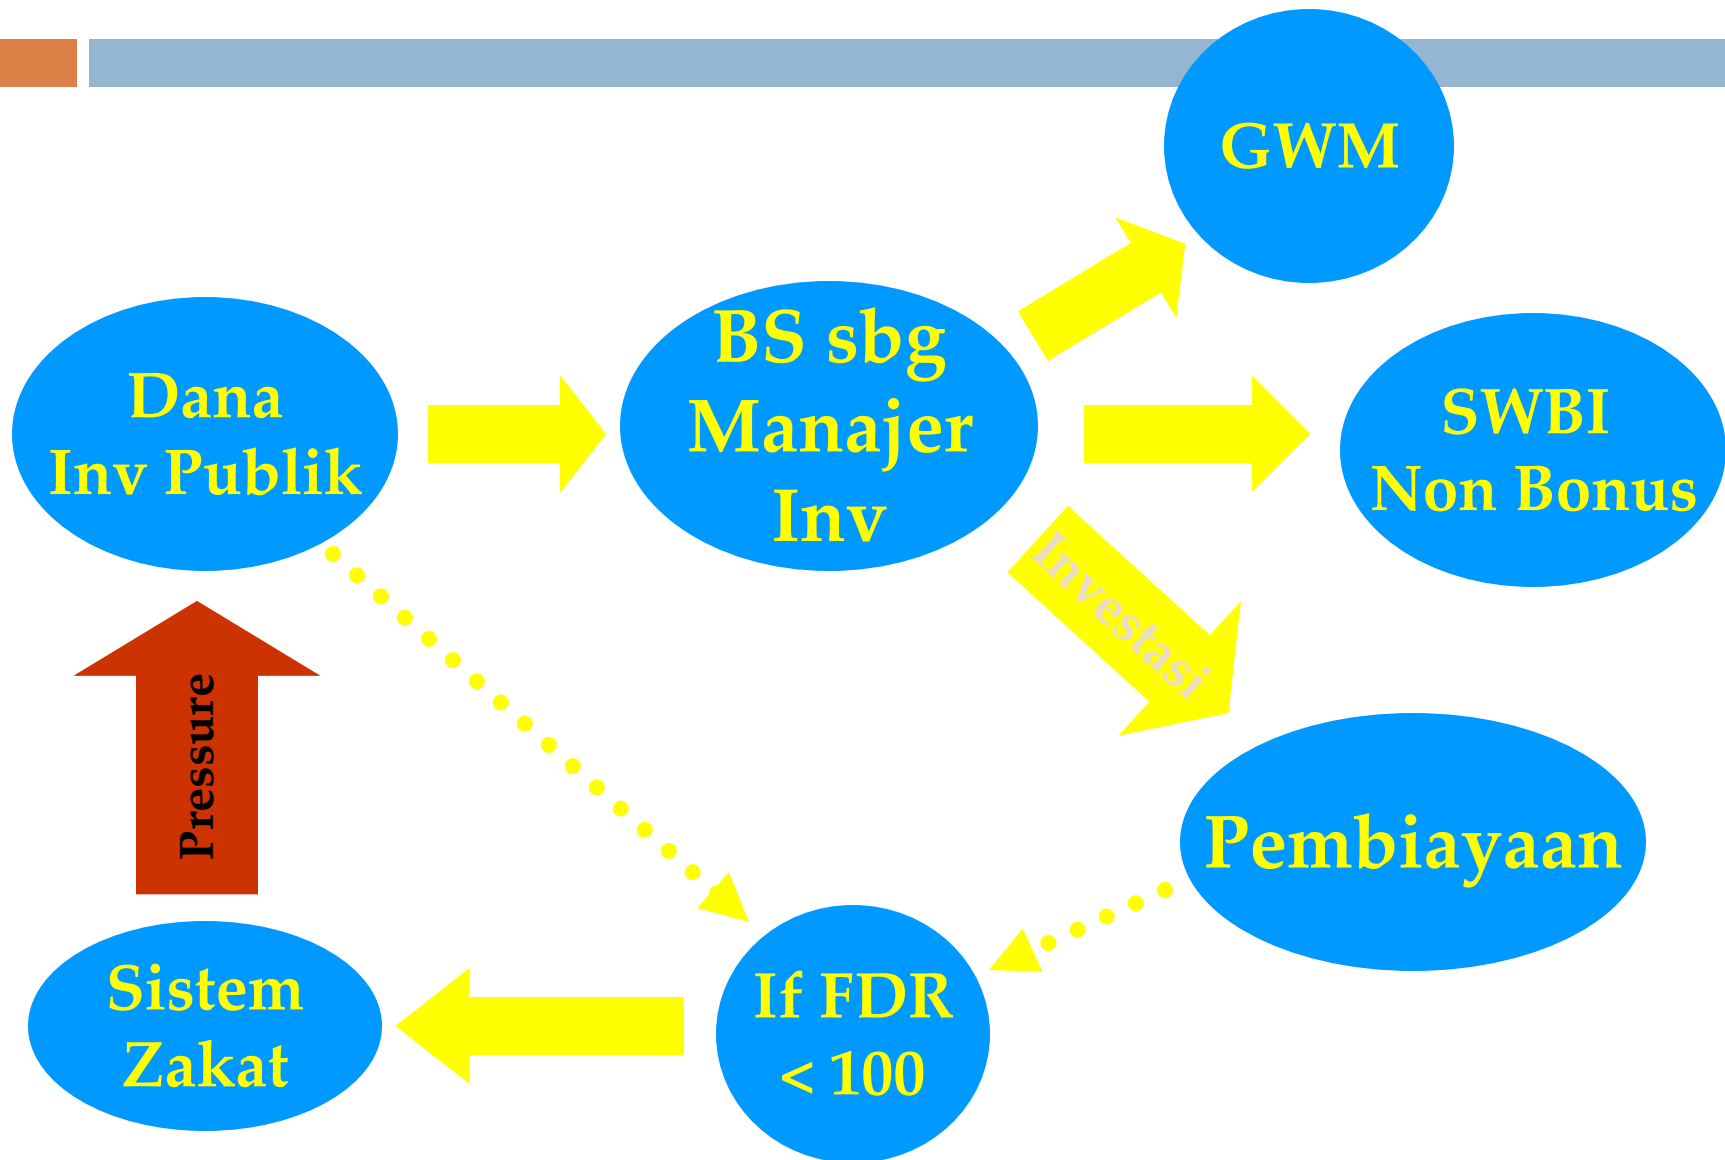 GWM
Dana
Inv Publik
BS sbg
Manajer
Inv
SWBI
Non Bonus
Investasi
Pressure
Pembiayaan
Sistem
Zakat
If FDR
< 100